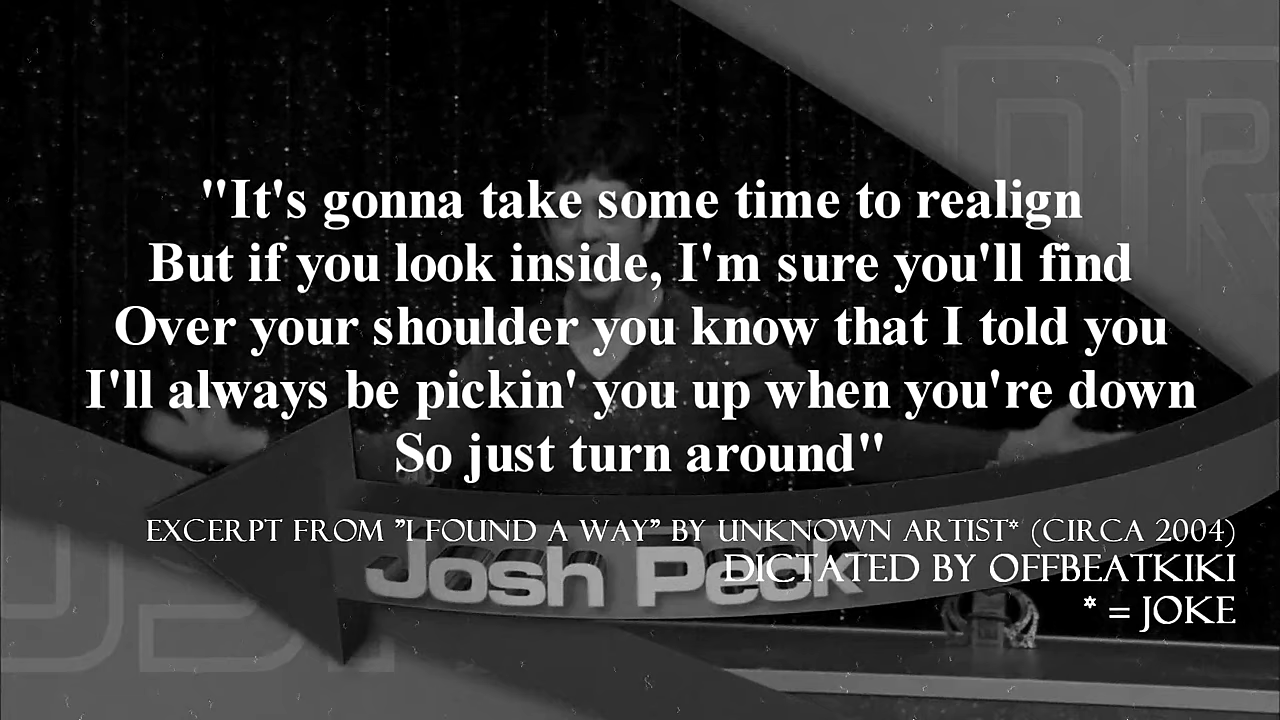 "It's gonna take some time to realign
But if you look inside, I'm sure you'll find
Over your shoulder you know that I told you
I'll always be pickin' you up when you're down
So just turn around"
EXCERPT FROM "I FOUND A WAY" BY UNKNOWN ARTIST* (CIRCA 2004)
Josh Peck
DICTATED BY OFFBEATKIKI
* = JOKE
DR